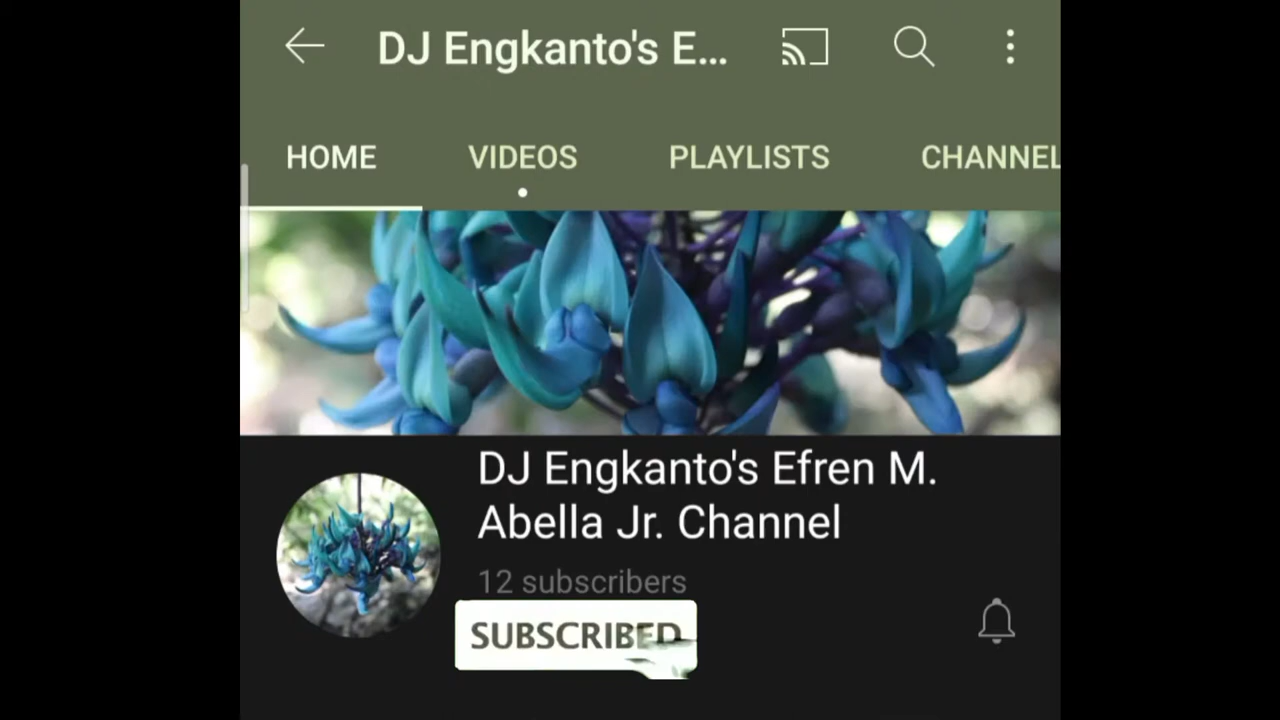 DJ Engkanto's E...
HOME VIDEOS PLAYLISTS CHANNEL
DJ Engkanto's Efren M.
Abella Jr. Channel
12 subscribers
SUBSCRIBED